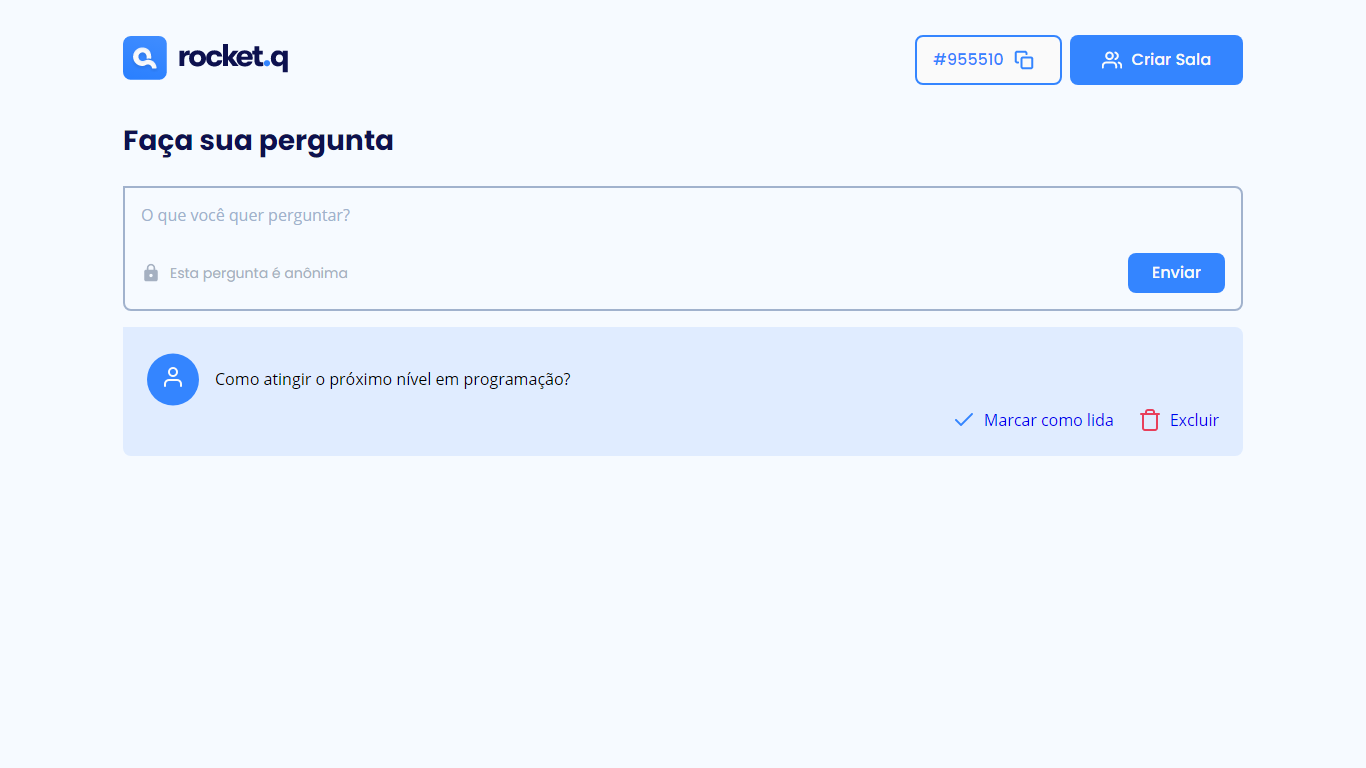 rocket.q
#955510
Criar Sala
Faça sua pergunta
O que você quer perguntar?
Esta pergunta é anônima
Enviar
Como atingir o próximo nível em programação?
Marcar como lida
Excluir